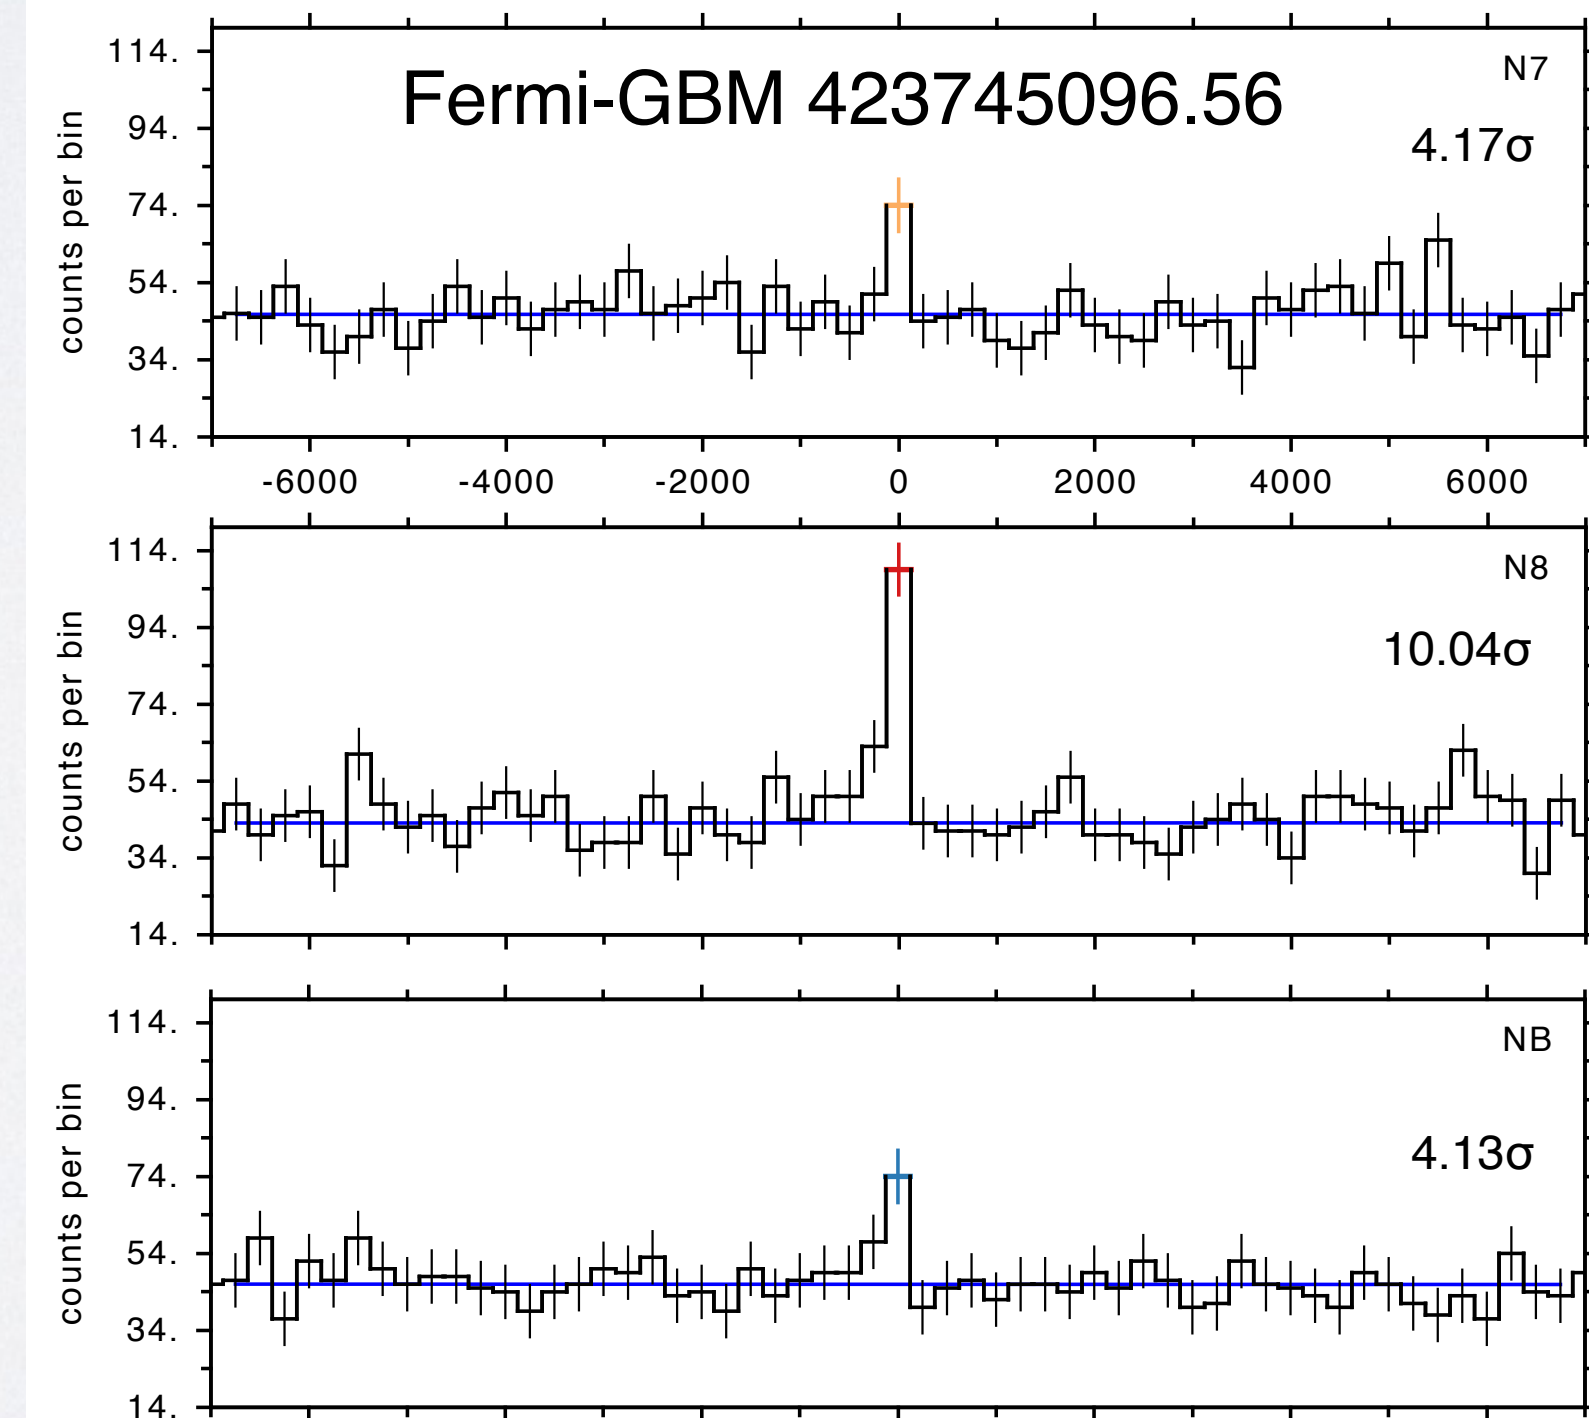 Fermi-GBM 423745096.56
N7
4.17σ
counts per bin
114.
94.
74.
54.
34.
14.
-6000 -4000 -2000 0 2000 4000 6000
N8
10.04σ
counts per bin
114.
94.
74.
54.
34.
14.
NB
4.13σ
counts per bin
114.
94.
74.
54.
34.
14.